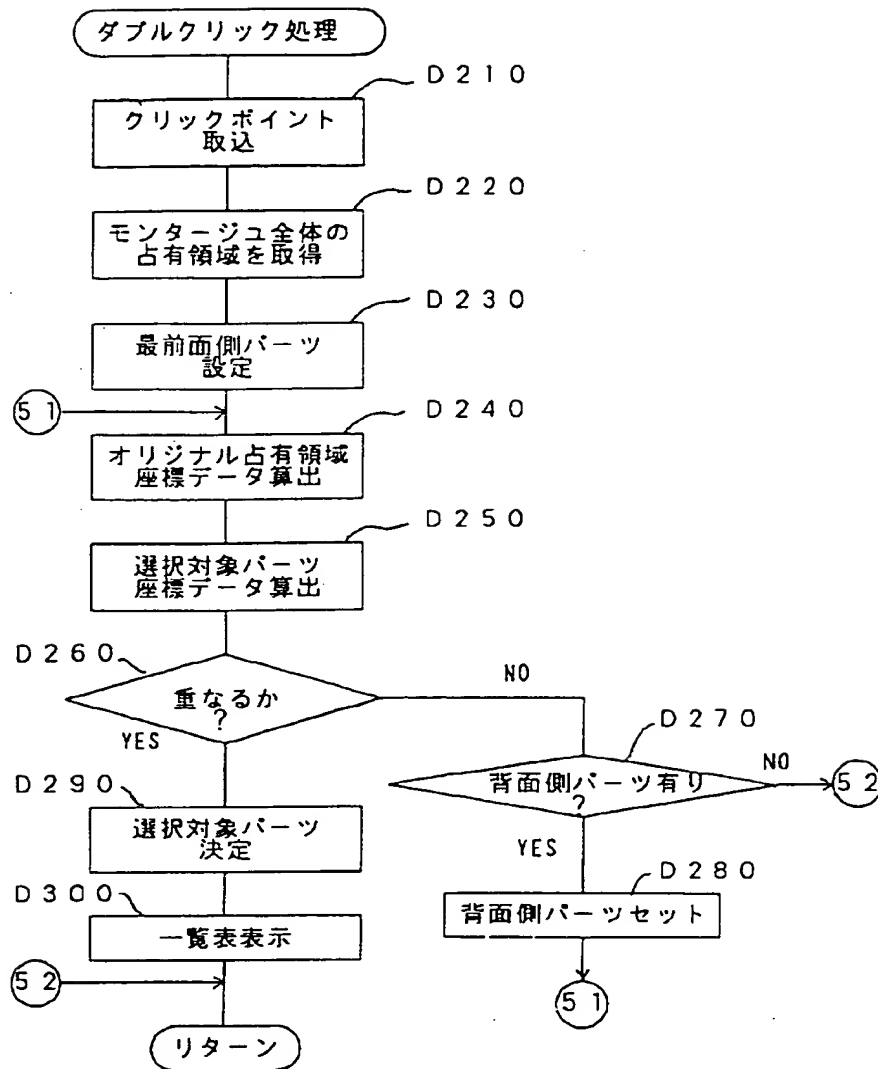 ダブルクリック処理
D210
クリックポイント
取込
D220
モンタージュ全体の
占有領域を取得
D230
最前面側パーツ
設定
51
D240
オリジナル占有領域
座標データ算出
D250
選択対象パーツ
座標データ算出
D260
重なるか
?
NO
YES
D270
背面側パーツ有り
?
NO
52
YES
D280
背面側パーツセット
51
D290
選択対象パーツ
決定
D300
一覧表表示
52
リターン